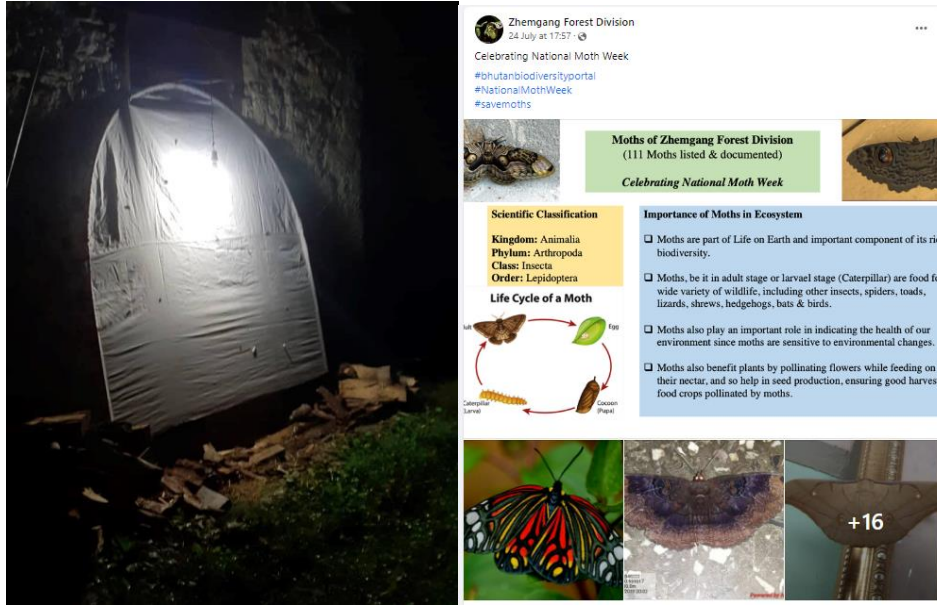 Zhemgang Forest Division
24 July at 17:57 ·
Celebrating National Moth Week
#bhutanbiodiversityportal
#NationalMothWeek
#savemoths
Moths of Zhemgang Forest Division
(111 Moths listed & documented)
Celebrating National Moth Week
Scientific Classification
Kingdom: Animalia
Phylum: Arthropoda
Class: Insecta
Order: Lepidoptera
Life Cycle of a Moth
Egg
Cocoon
(Pupa)
Caterpillar
(Larva)
Importance of Moths in Ecosystem
Moths are part of Life on Earth and important component of its
biodiversity.
Moths, be it in adult stage or larvael stage (Caterpillar) are food
wide variety of wildlife, including other insects, spiders, toads,
lizards, shrews, hedgehogs, bats & birds.
Moths also play an important role in indicating the health of our
environment since moths are sensitive to environmental changes.
Moths also benefit plants by pollinating flowers while feeding on
their nectar, and so help in seed production, ensuring good
food crops pollinated by moths.
+16